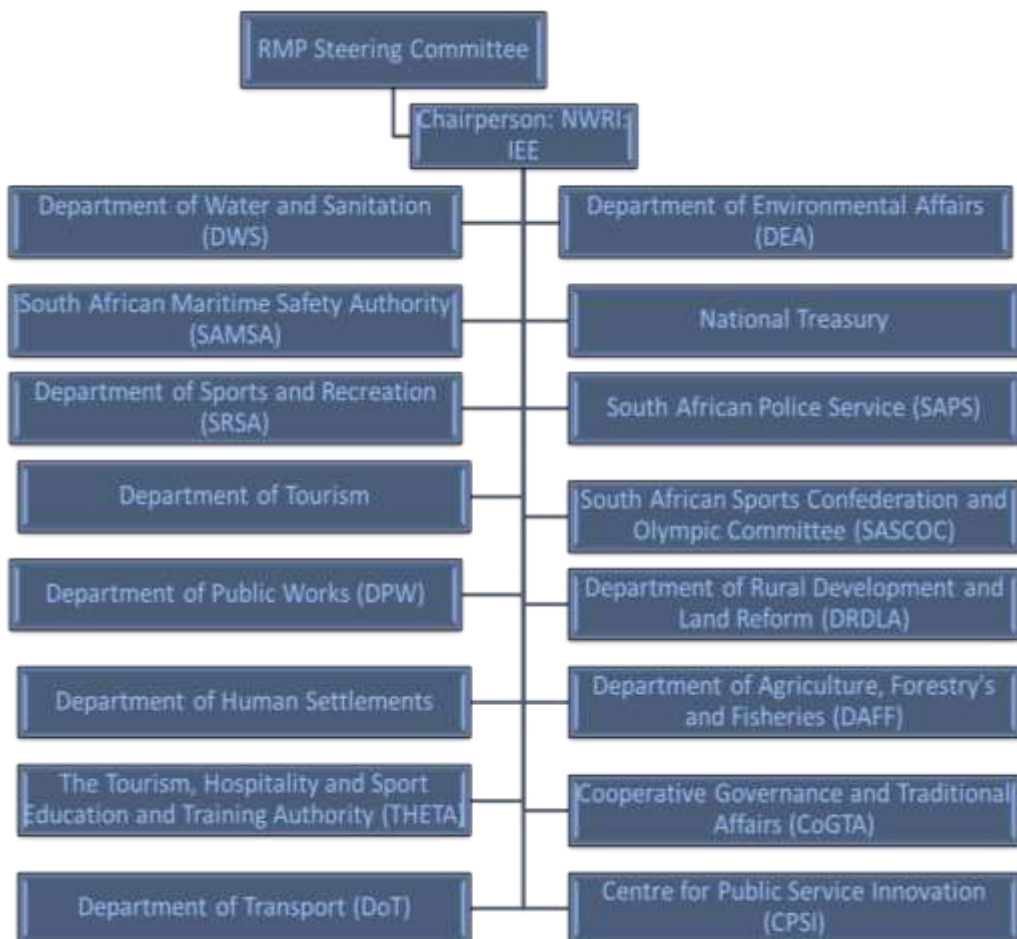 RMP Steering Committee
Chairperson: NWRI:
IEE
Department of Water and Sanitation
(DWS)
Department of Environmental Affairs
(DEA)
South African Maritime Safety Authority
(SAMSA)
National Treasury
Department of Sports and Recreation
(SRSA)
South African Police Service (SAPS)
Department of Tourism
South African Sports Confederation and
Olympic Committee (SASCOC)
Department of Public Works (DPW)
Department of Rural Development and
Land Reform (DRDLA)
Department of Human Settlements
Department of Agriculture, Forestry's
and Fisheries (DAFF)
The Tourism, Hospitality and Sport
Education and Training Authority (THETA)
Cooperative Governance and Traditional
Affairs (CoGTA)
Department of Transport (DoT)
Centre for Public Service Innovation
(CPSI)